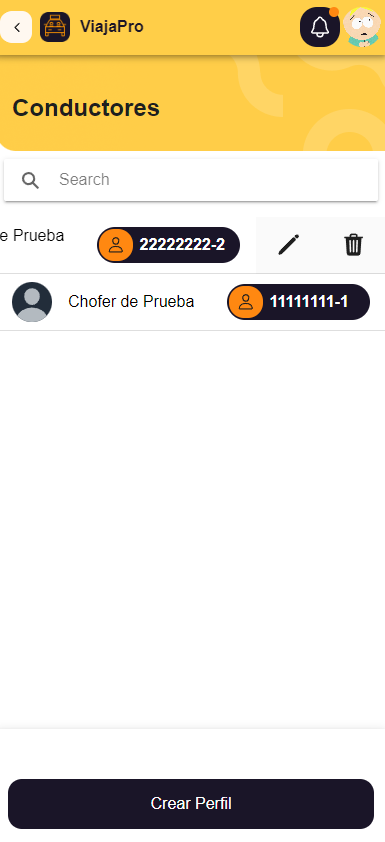 ViajaPro
Conductores
Search
e Prueba 22222222-2
Chofer de Prueba 11111111-1
Crear Perfil